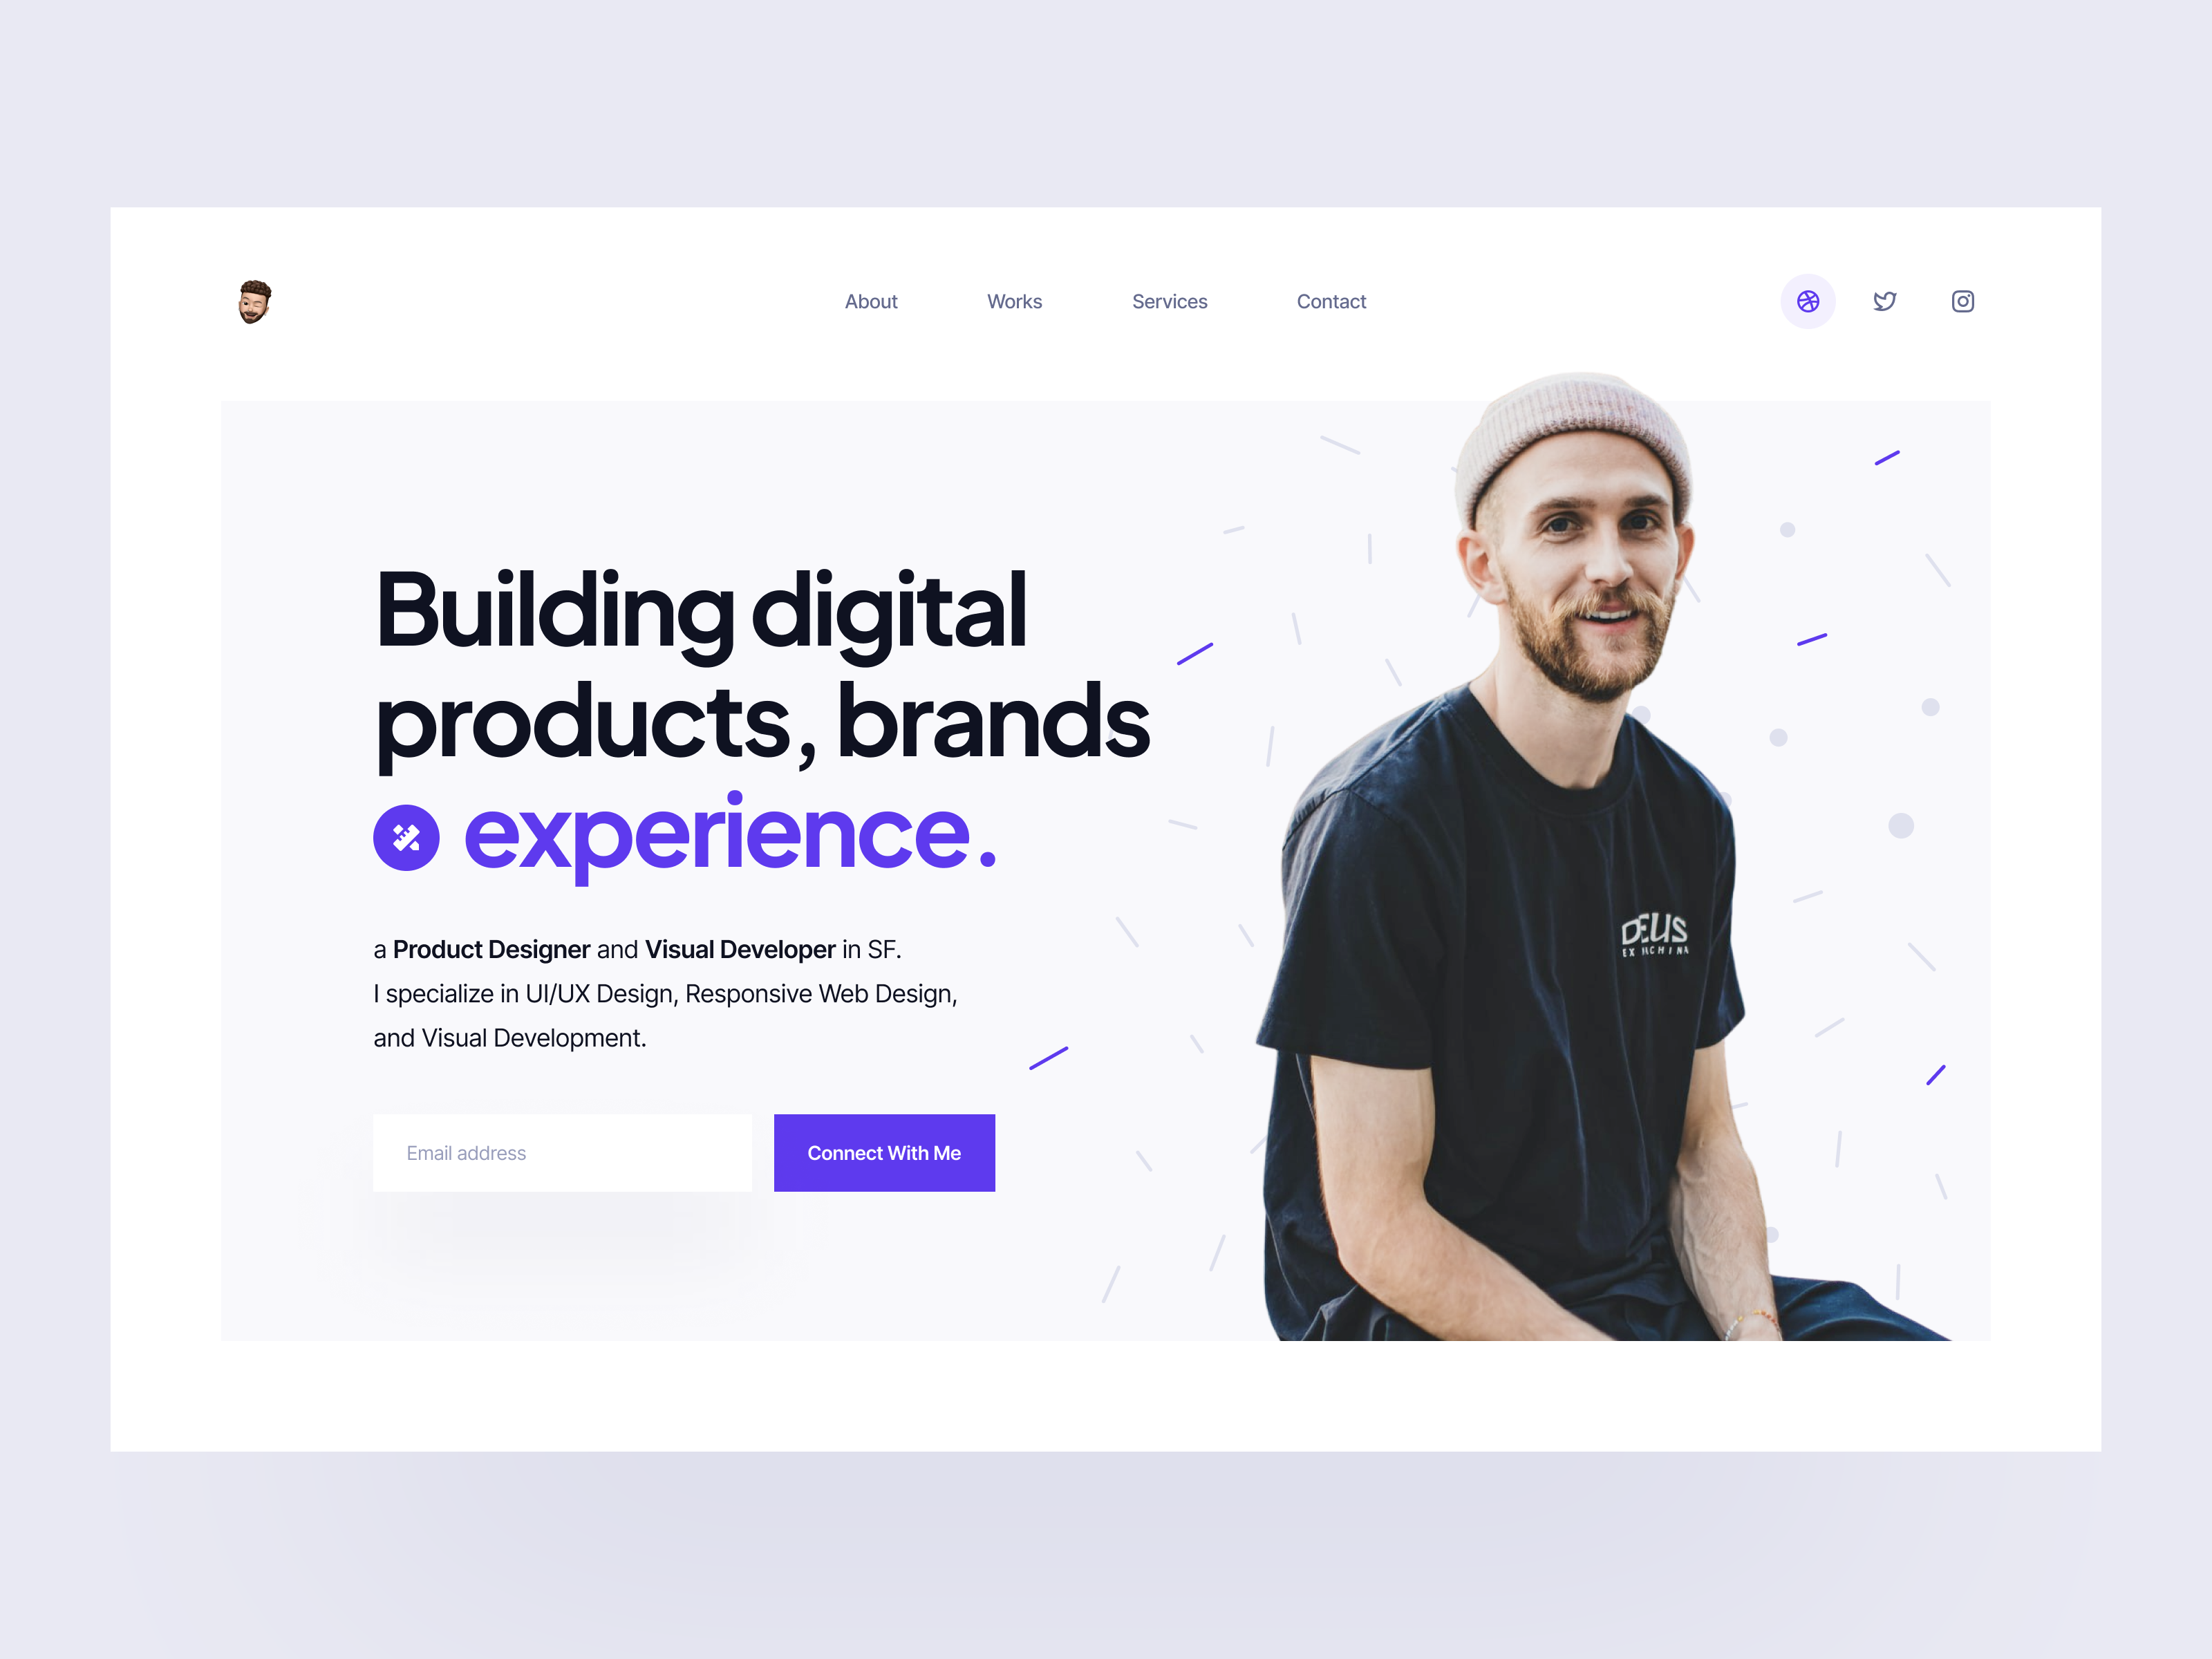 About
Works
Services
Contact
Building digital
products, brands
experience.
a Product Designer and Visual Developer in SF.
I specialize in UI/UX Design, Responsive Web Design,
and Visual Development.
Email address
Connect With Me
DEUS
EX MACHINA